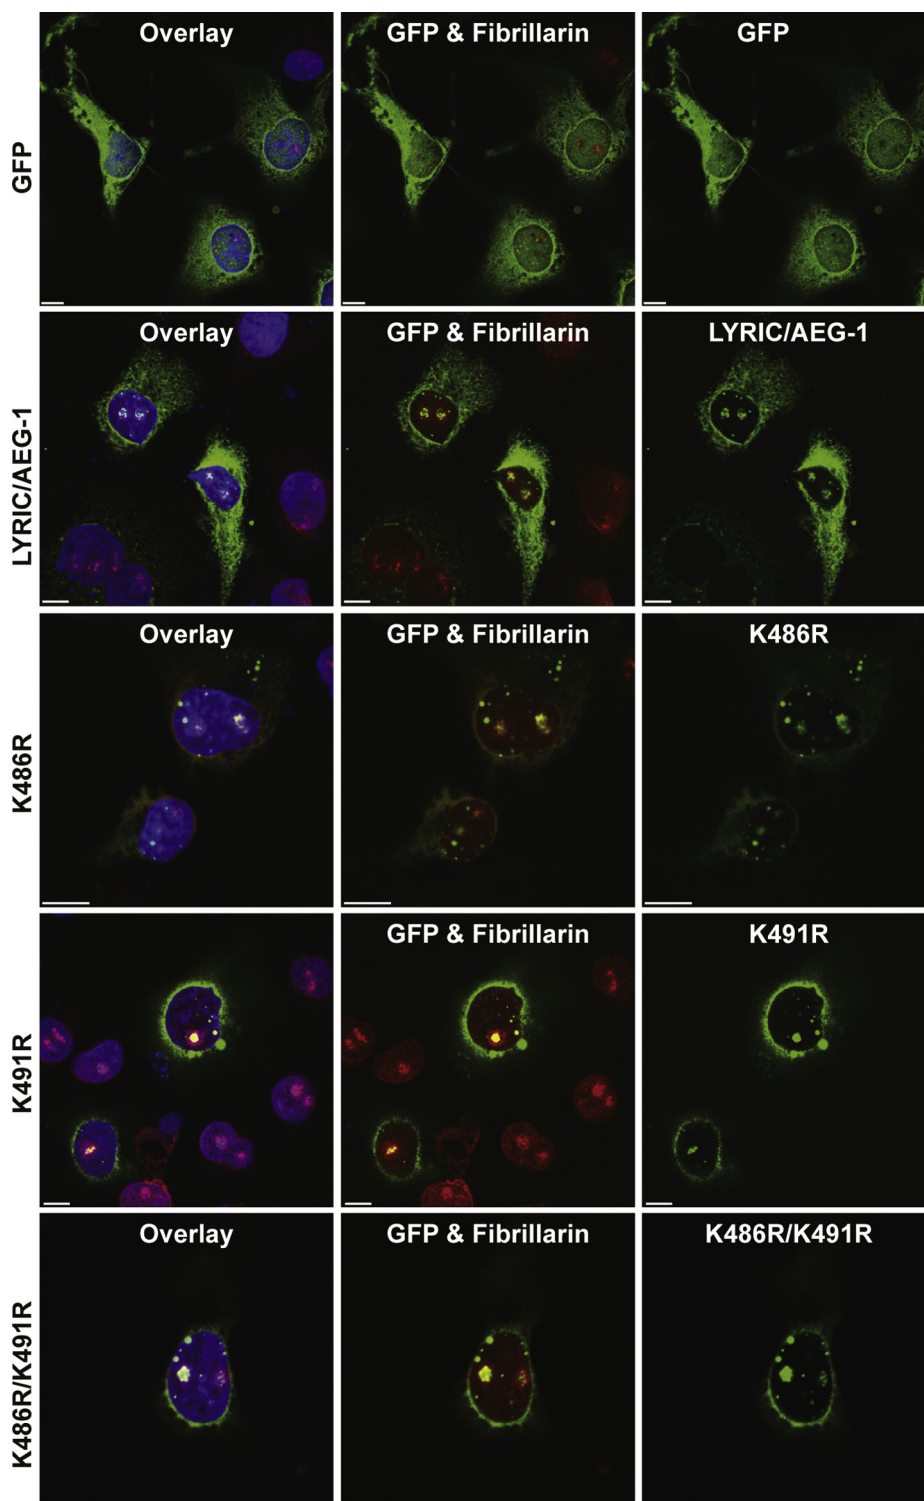 Overlay
GFP & Fibrillarin
GFP
GFP
Overlay
GFP & Fibrillarin
LYRIC/AEG-1
LYRIC/AEG-1
Overlay
GFP & Fibrillarin
K486R
K486R
GFP & Fibrillarin
K491R
K491R
Overlay
GFP & Fibrillarin
K486R/K491R
K486R/K491R